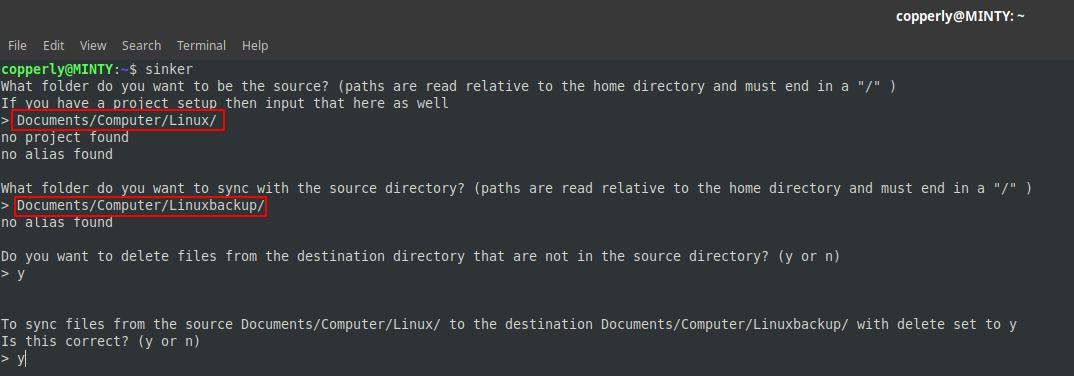 copperly@MINTY: ~
File Edit View Search Terminal Help
copperly@MINTY:~$ sinker
What folder do you want to be the source? (paths are read relative to the home directory and must end in a "/" )
If you have a project setup then input that here as well
> Documents/Computer/Linux/
no project found
no alias found
What folder do you want to sync with the source directory? (paths are read relative to the home directory and must end in a "/" )
> Documents/Computer/Linuxbackup/
no alias found
Do you want to delete files from the destination directory that are not in the source directory? (y or n)
> y
To sync files from the source Documents/Computer/Linux/ to the destination Documents/Computer/Linuxbackup/ with delete set to y
Is this correct? (y or n)
> y